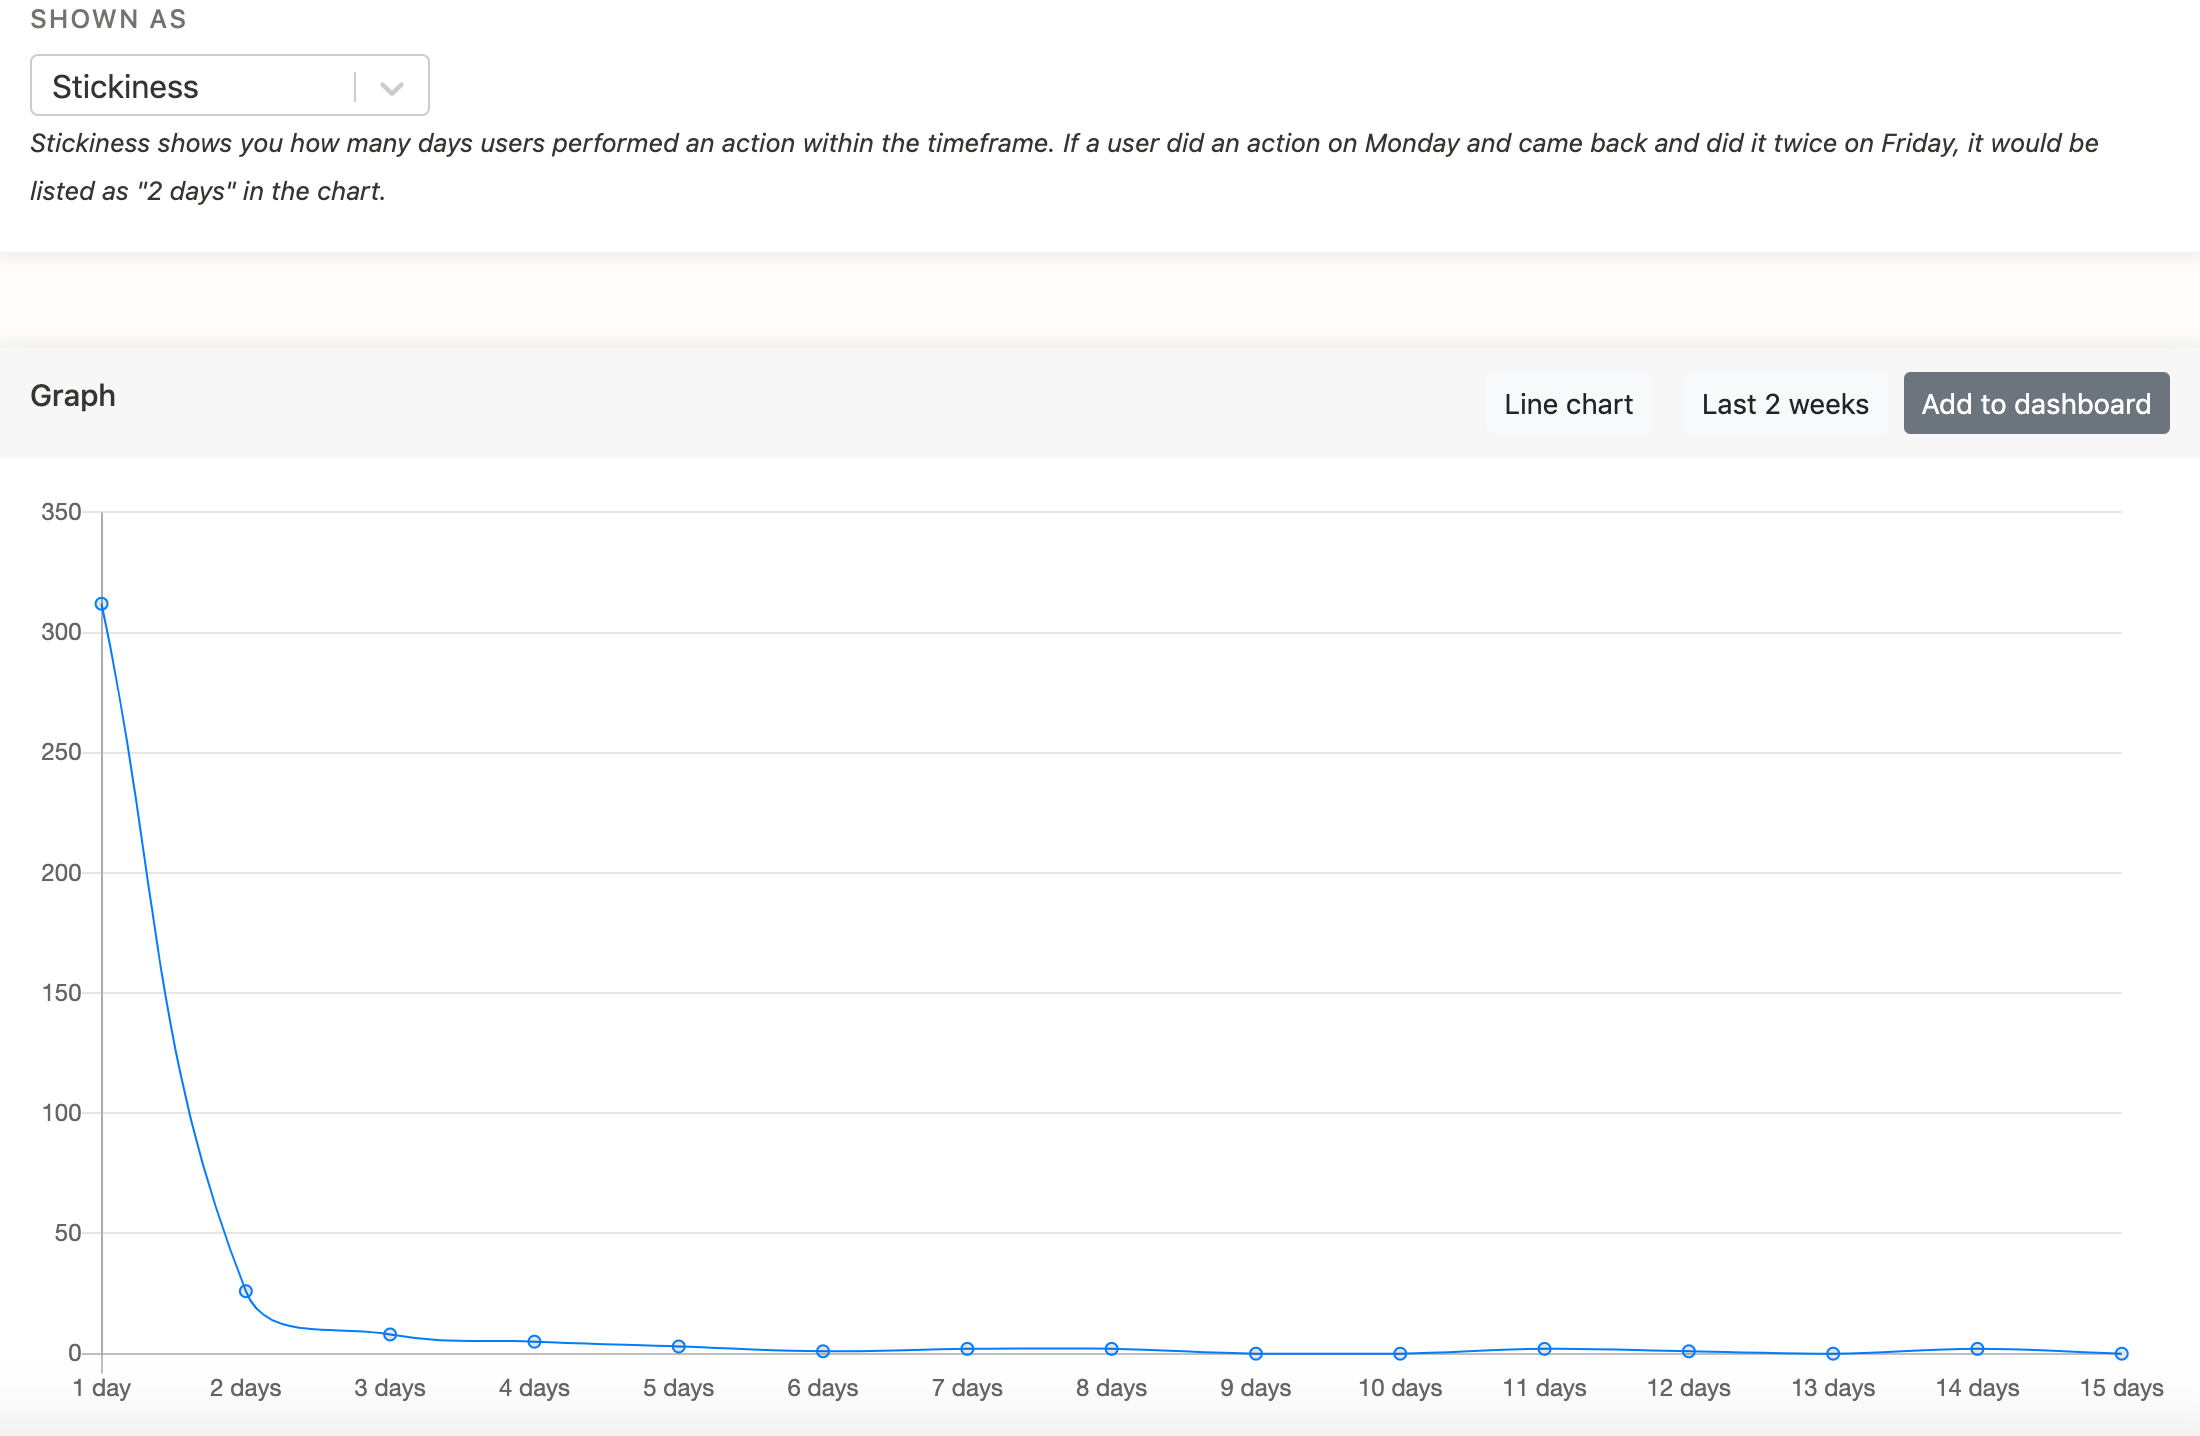 SHOWN AS
Stickiness
Stickiness shows you how many days users performed an action within the timeframe. If a user did an action on Monday and came back and did it twice on Friday, it would be
listed as "2 days" in the chart.
Graph
Line chart
Last 2 weeks
Add to dashboard
350
300
250
200
150
100
50
0
1 day
2 days
3 days
4 days
5 days
6 days
7 days
8 days
9 days
10 days
11 days
12 days
13 days
14 days
15 days